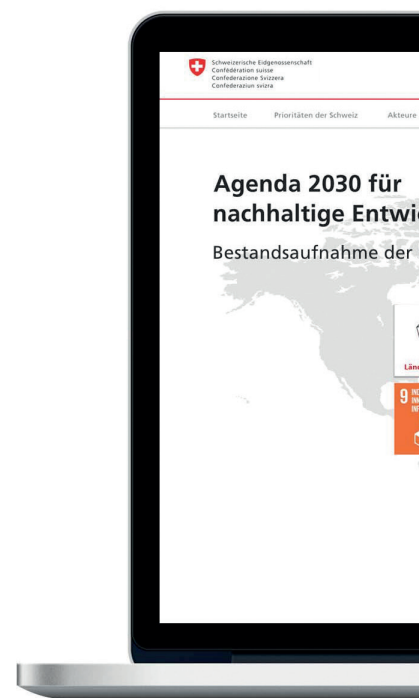 Schweizerische Eidgenossenschaft
Confédération suisse
Confederazione Svizzera
Confederaziun svizra
Startseite Prioritäten der Schweiz Akteure
Agenda 2030 für
nachhaltige Entwi
Bestandsaufnahme der
Län
9